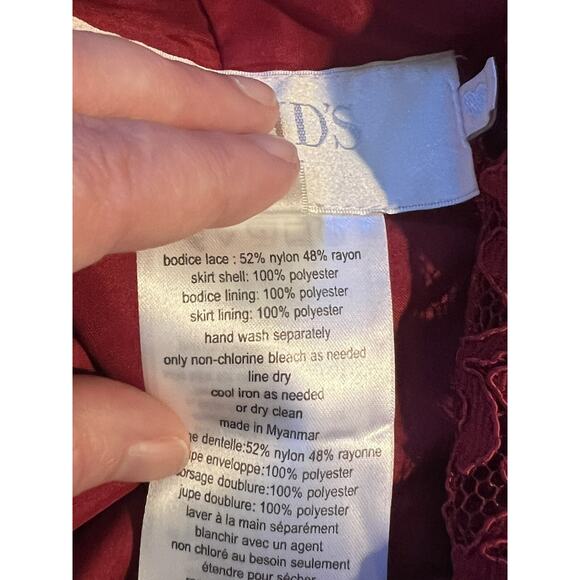 ID'S
bodice lace : 52% nylon 48% rayon
skirt shell: 100% polyester
bodice lining: 100% polyester
skirt lining: 100% polyester
hand wash separately
only non-chlorine bleach as needed
line dry
cool iron as needed
or dry clean
made in Myanmar
dentelle:52% nylon 48% rayonne
enveloppe:100% polyester
doublure:100% polyester
jupe doublure: 100% polyester
laver à la main séparément
blanchir avec un agent
non chloré au besoin seulement
étendre pour sécher